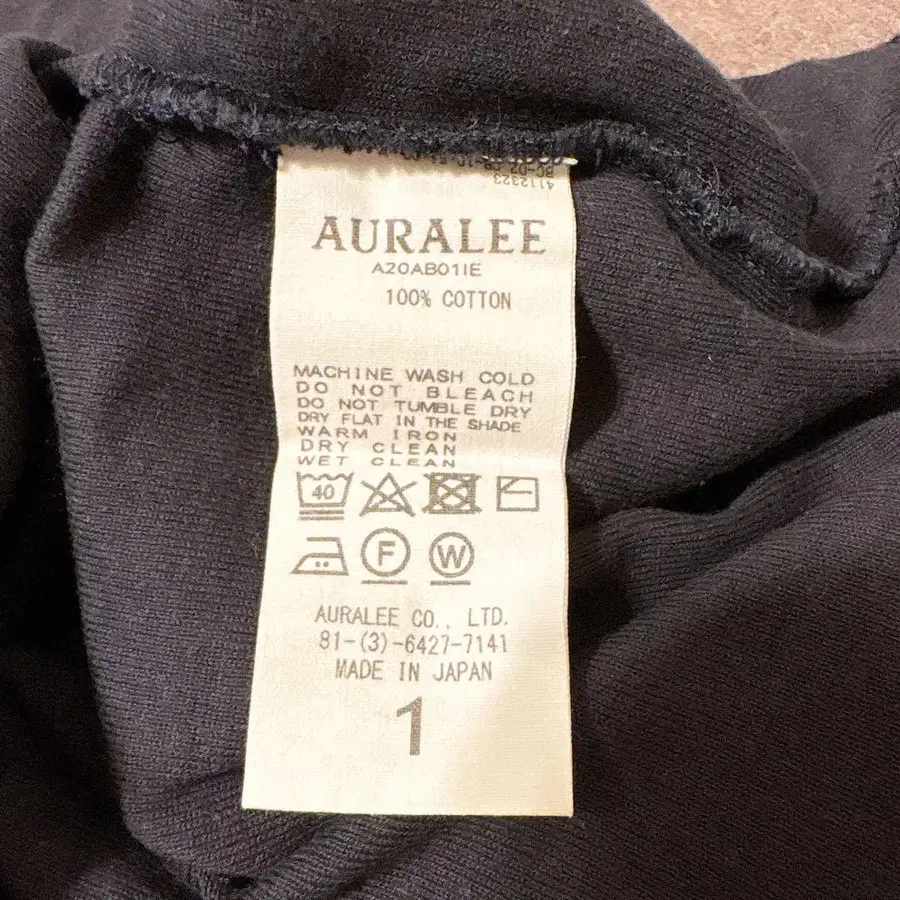 4112323
AURALEE
A20AB01IE
100% COTTON
MACHINE WASH COLD
DO NOT BLEACH
DO NOT TUMBLE DRY
DRY FLAT IN THE SHADE
WARM IRON
DRY CLEAN
WET CLEAN
40
F
W
AURALEE CO., LTD.
81-(3)-6427-7141
MADE IN JAPAN
1